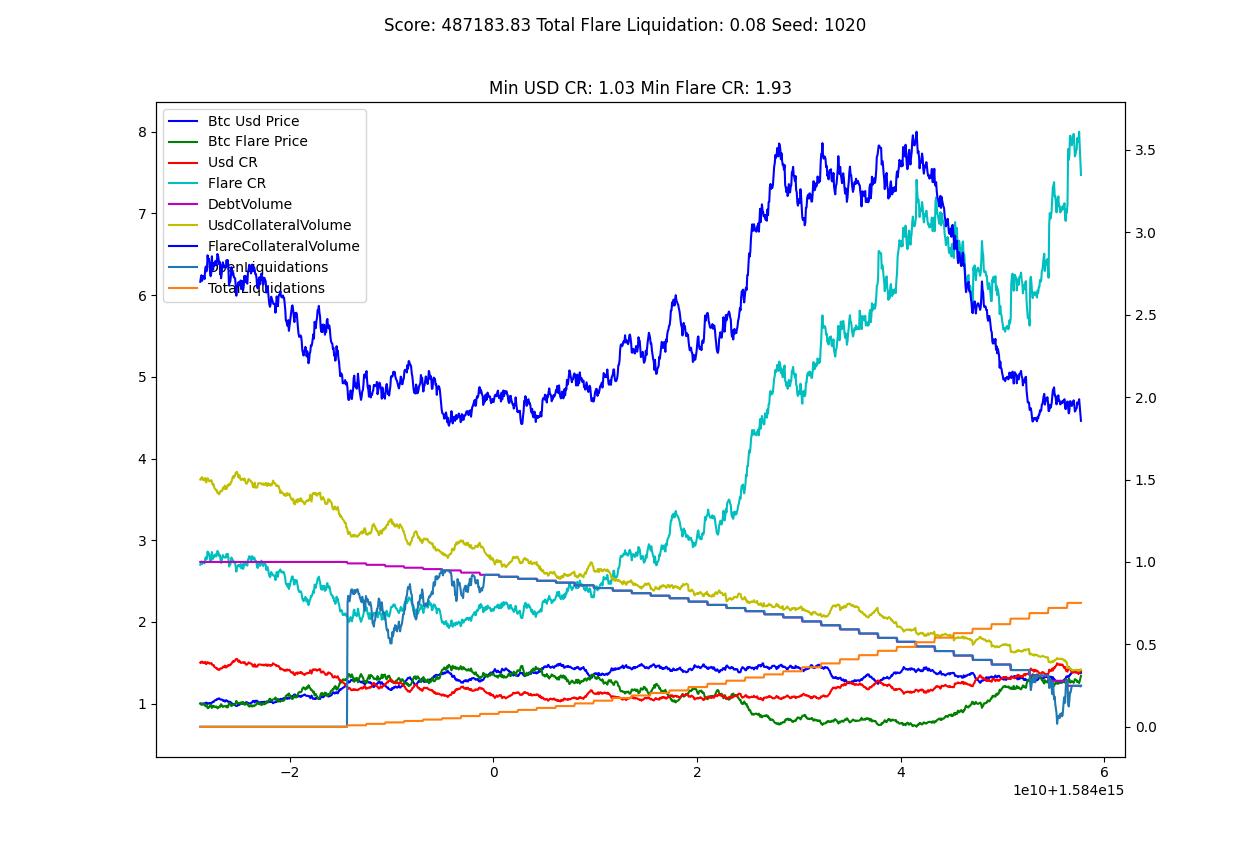 Score: 487183.83 Total Flare Liquidation: 0.08 Seed: 1020
Min USD CR: 1.03 Min Flare CR: 1.93
Btc Usd Price
Btc Flare Price
Usd CR
Flare CR
DebtVolume
UsdCollateralVolume
FlareCollateralVolume
OpenLiquidations
TotalLiquidations
8
7
6
5
4
3
2
1
3.5
3.0
2.5
2.0
1.5
1.0
0.5
0.0
−2
0
2
4
6
1e10+1.584e15